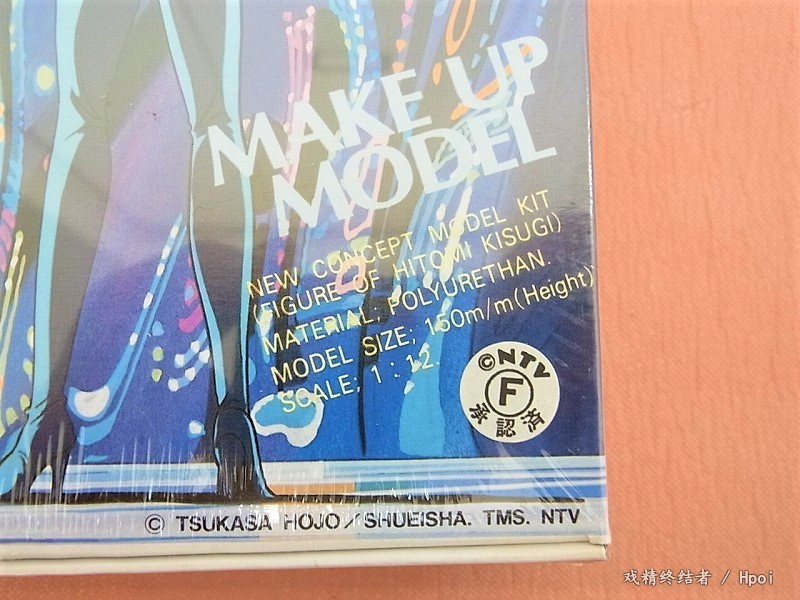 MAKE UP
MODEL
NEW CONCEPT MODEL KIT
(FIGURE OF HITOMI KISUGI)
MATERIAL; POLYURETHAN.
MODEL SIZE; 150m/m(Height)
SCALE; 1 : 12.
©NTV
F
承認済
© TSUKASA HOJO/SHUEISHA. TMS. NTV
戏精终结者 / Hpoi